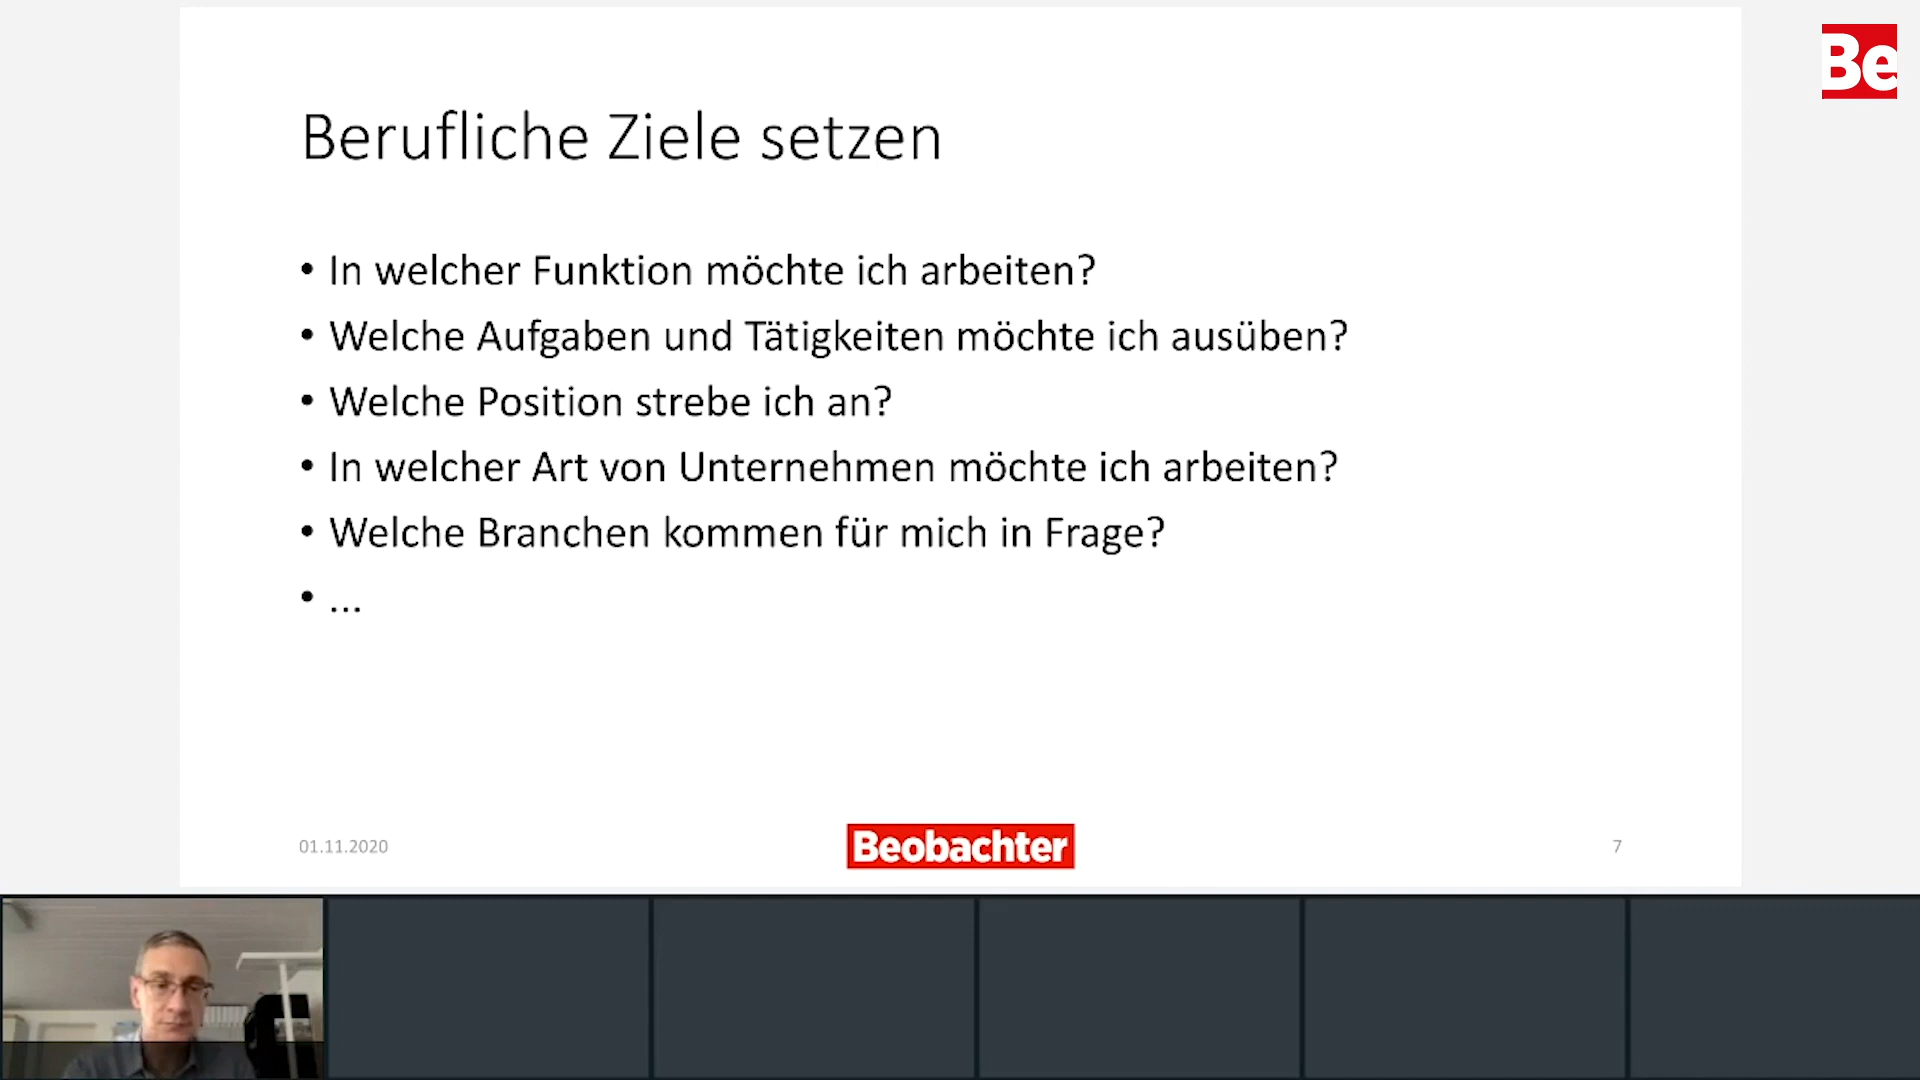 Be
Berufliche Ziele setzen
• In welcher Funktion möchte ich arbeiten?
• Welche Aufgaben und Tätigkeiten möchte ich ausüben?
• Welche Position strebe ich an?
• In welcher Art von Unternehmen möchte ich arbeiten?
• Welche Branchen kommen für mich in Frage?
• ...
01.11.2020
Beobachter
7